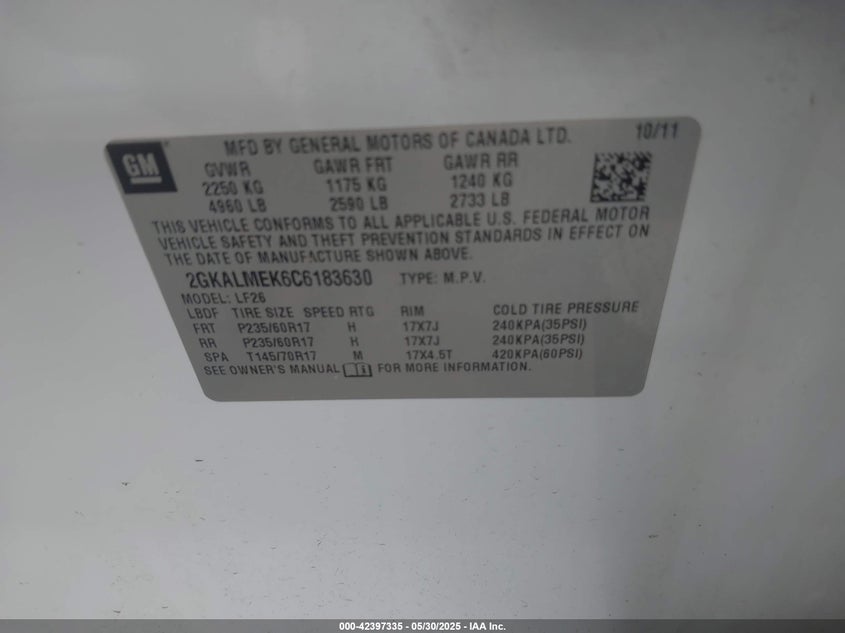 GM
MFD BY GENERAL MOTORS OF CANADA LTD. 10/11
GVWR GAWR FRT GAWR RR
2250 KG 1175 KG 1240 KG
4960 LB 2590 LB 2733 LB
THIS VEHICLE CONFORMS TO ALL APPLICABLE U.S. FEDERAL MOTOR
VEHICLE SAFETY AND THEFT PREVENTION STANDARDS IN EFFECT ON
THE DATE OF MANUFACTURE SHOWN ABOVE.
2GKALMEK6C6183630 TYPE: M.P.V.
MODEL: LF26
LBDF TIRE SIZE SPEED RTG RIM COLD TIRE PRESSURE
FRT P235/60R17 H 17X7J 240KPA(35PSI)
RR P235/60R17 H 17X7J 240KPA(35PSI)
SPA T145/70R17 M 17X4.5T 420KPA(60PSI)
SEE OWNER'S MANUAL FOR MORE INFORMATION.
000-42397335 - 05/30/2025 - IAA Inc.